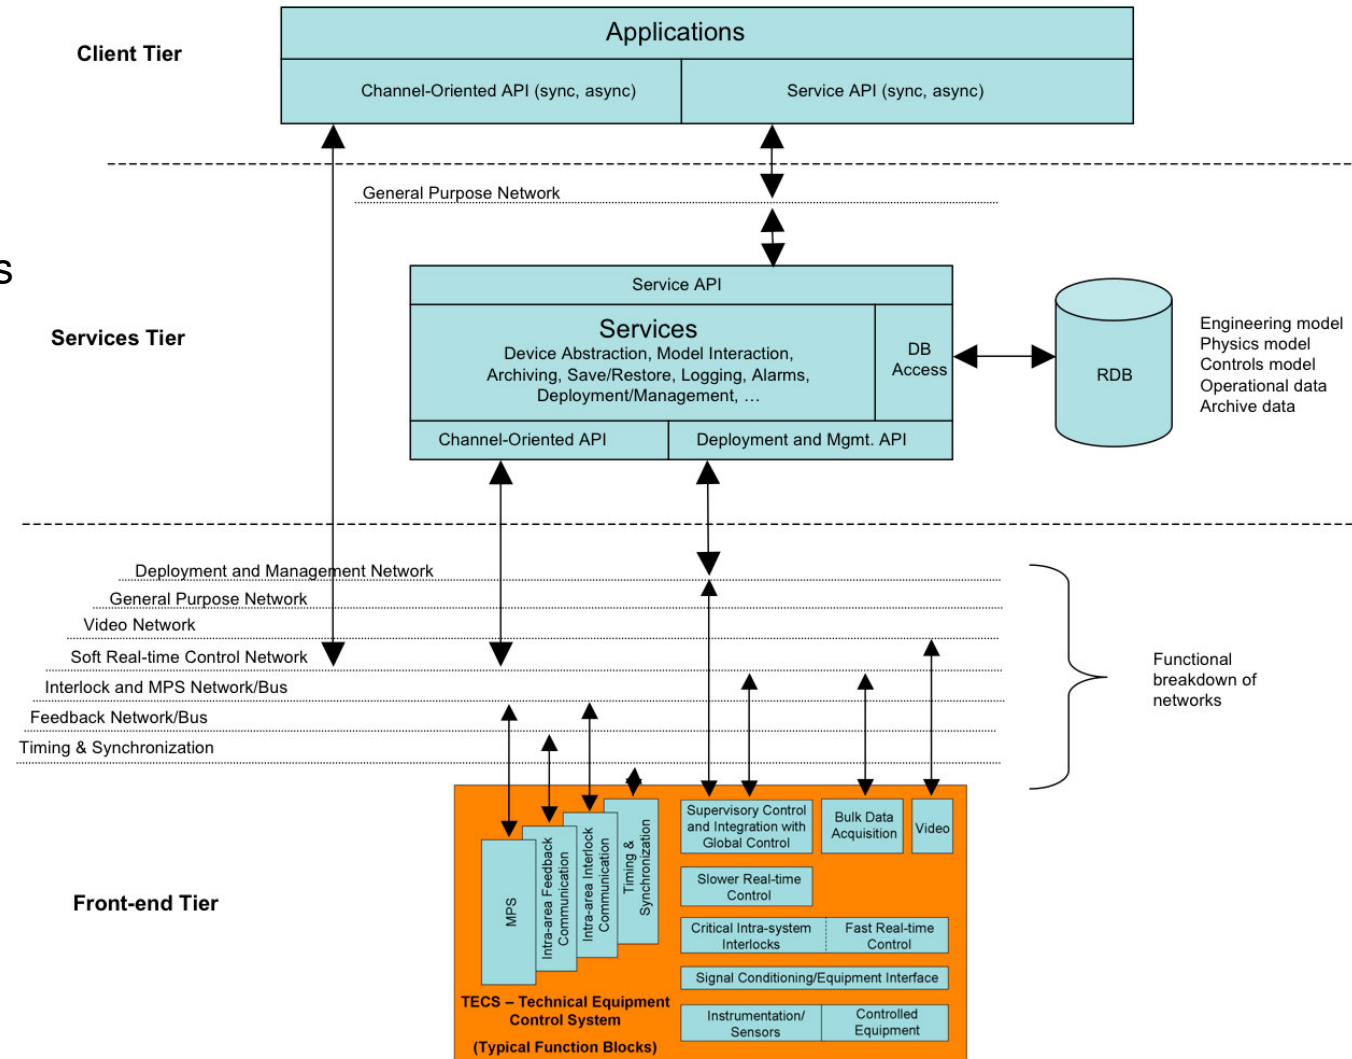 Applications
Client Tier
Channel-Oriented API (sync, async)
Service API (sync, async)
General Purpose Network
s
Service API
Services
Device Abstraction, Model Interaction,
Archiving, Save/Restore, Logging, Alarms,
Deployment/Management, …
DB
Access
Services Tier
RDB
Engineering model
Physics model
Controls model
Operational data
Archive data
Channel-Oriented API
Deployment and Mgmt. API
Deployment and Management Network
General Purpose Network
Video Network
Soft Real-time Control Network
Interlock and MPS Network/Bus
Feedback Network/Bus
Timing & Synchronization
Functional
breakdown of
networks
Front-end Tier
MPS
Intra-area Feedback
Communication
Intra-area Interlock
Communication
Timing &
Synchronization
Supervisory Control
and Integration with
Global Control
Bulk Data
Acquisition
Video
Slower Real-time
Control
Critical Intra-system
Interlocks
Fast Real-time
Control
Signal Conditioning/Equipment Interface
Instrumentation/
Sensors
Controlled
Equipment
TECS – Technical Equipment
Control System
(Typical Function Blocks)